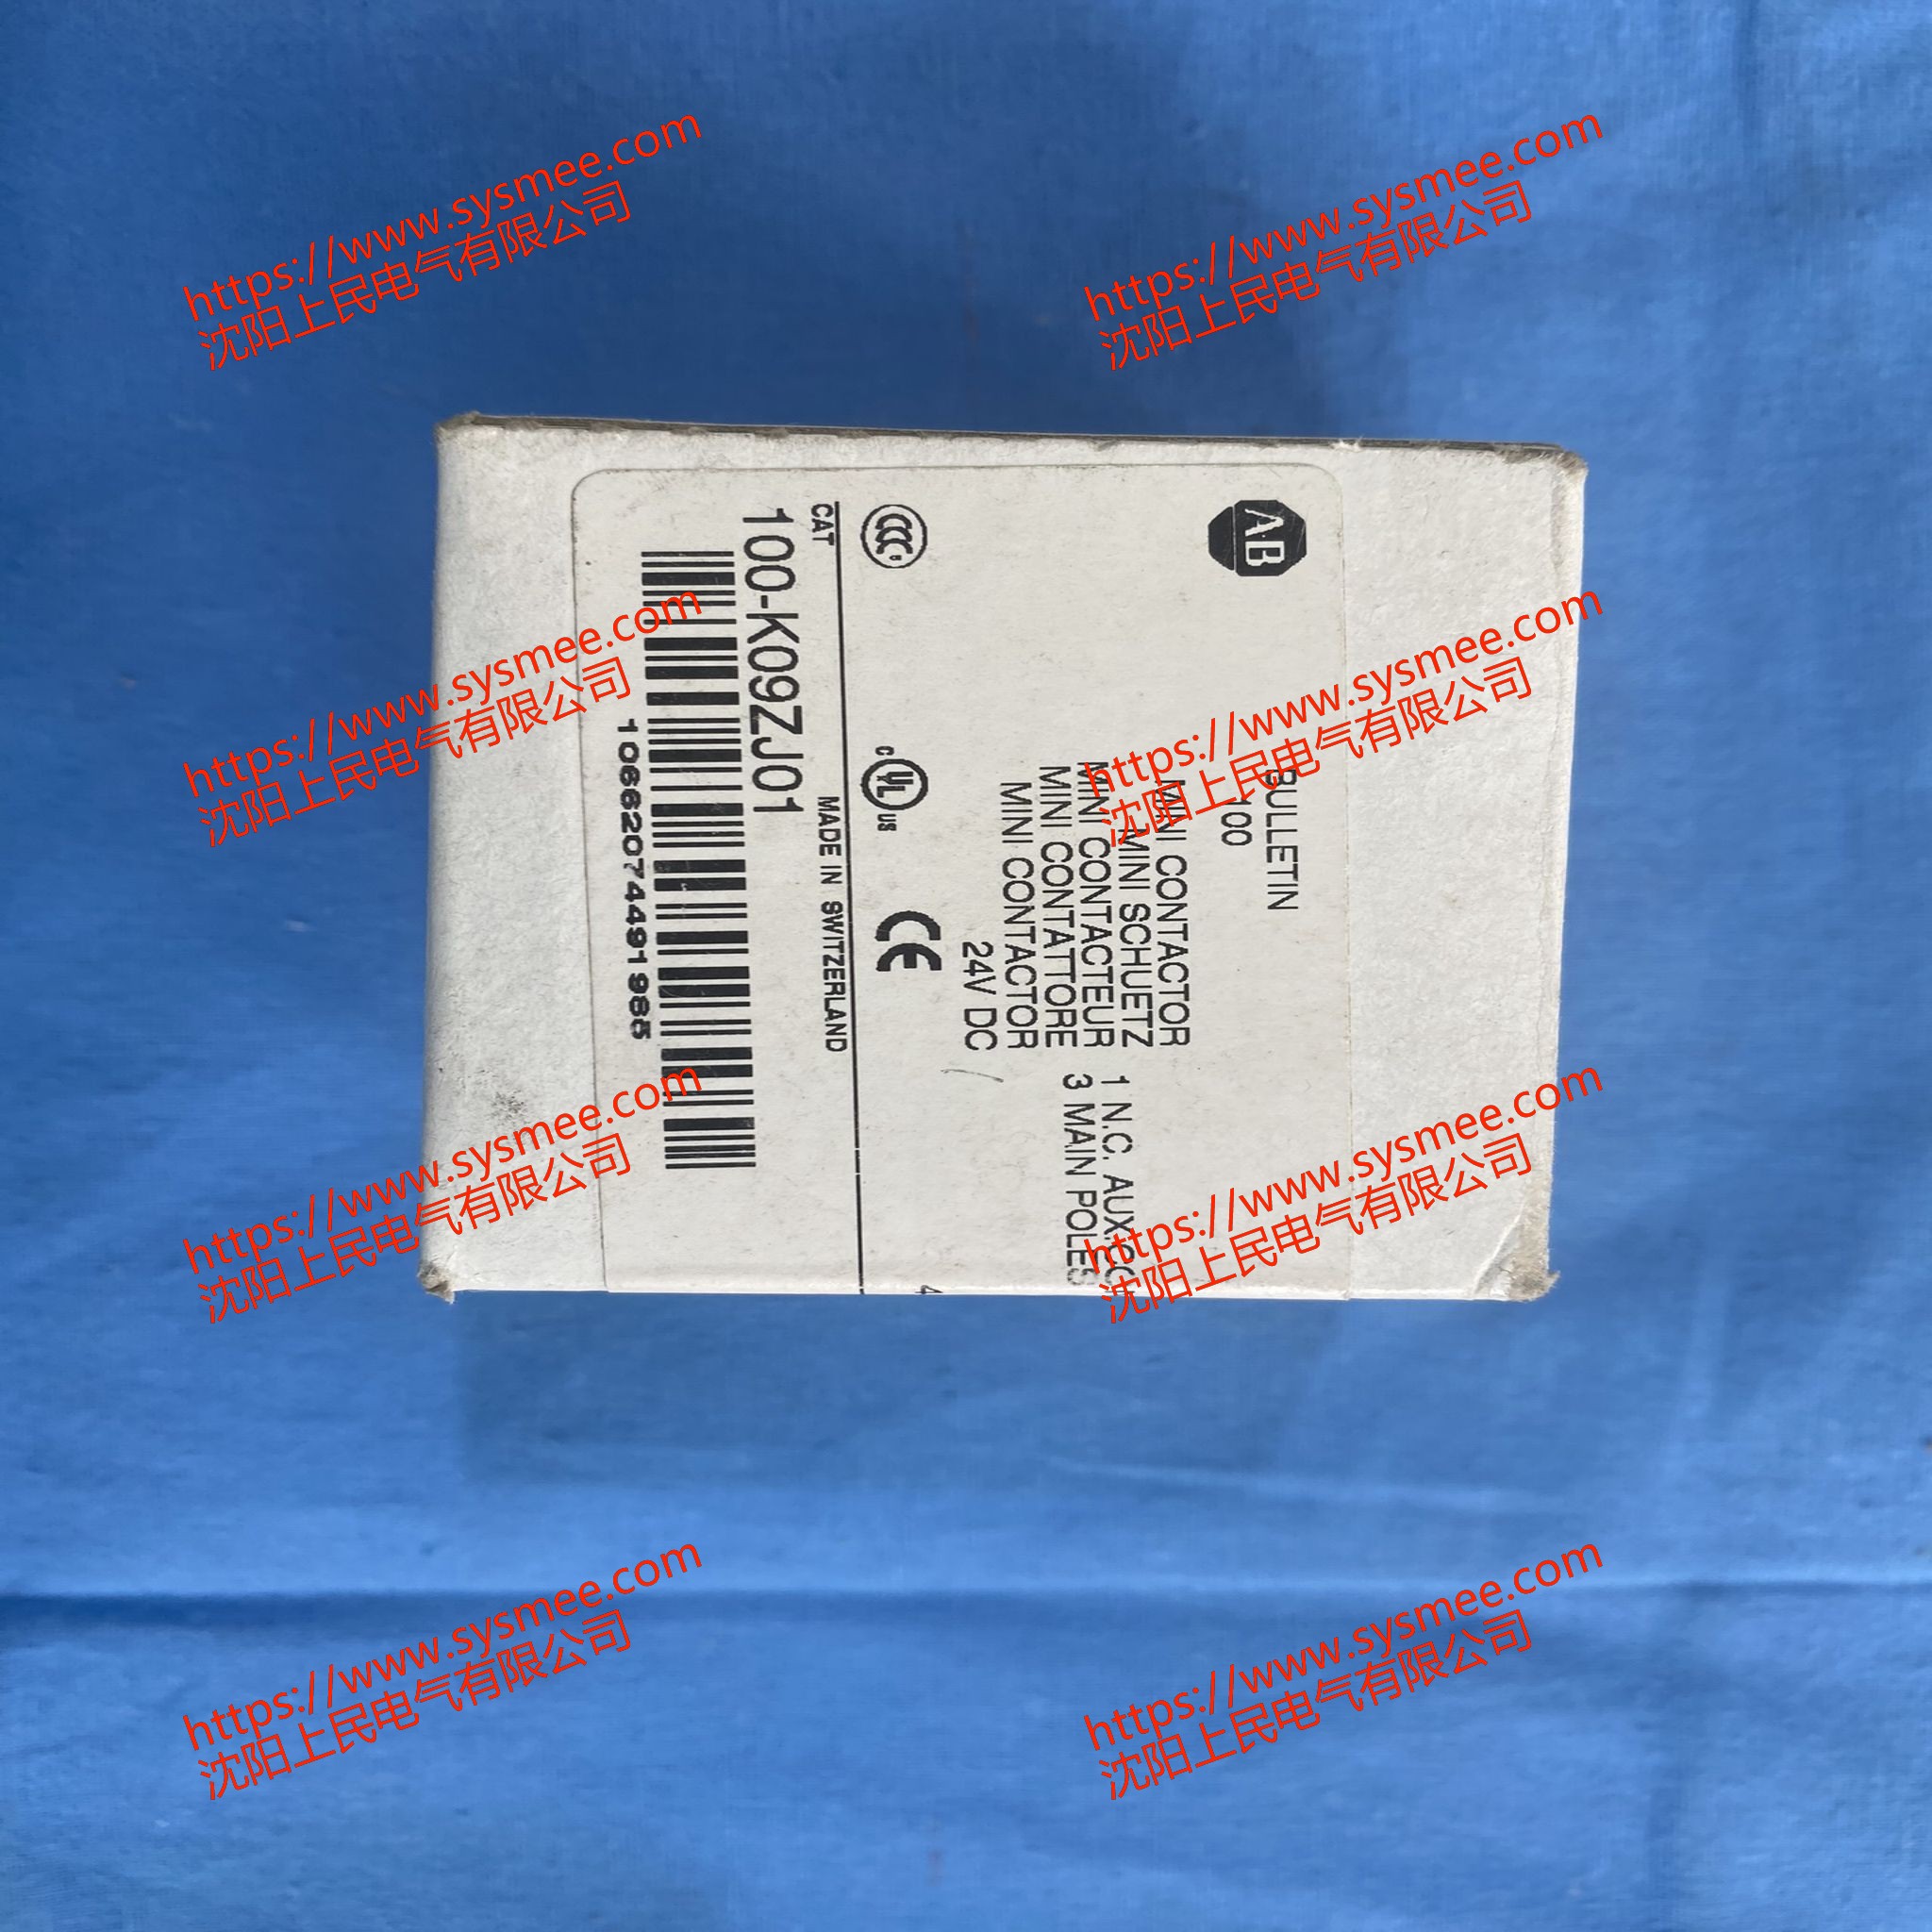 https://www.sysmee.com
沈阳上民电气有限公司
https://www.sysmee.com
沈阳上民电气有限公司
AB
BULLETIN
100
MINI CONTACTOR
MINI SCHUETZ
MINI CONTACTEUR
MINI CONTATTORE
MINI CONTACTOR
24V DC
1 N.C. AUX.CO
3 MAIN POLES
CCC
c UL us
CE
4
CAT
MADE IN SWITZERLAND
100-K09ZJ01
10662074491985
https://www.sysmee.com
沈阳上民电气有限公司
https://www.sysmee.com
沈阳上民电气有限公司
https://www.sysmee.com
沈阳上民电气有限公司
https://www.sysmee.com
沈阳上民电气有限公司
https://www.sysmee.com
沈阳上民电气有限公司
https://www.sysmee.com
沈阳上民电气有限公司